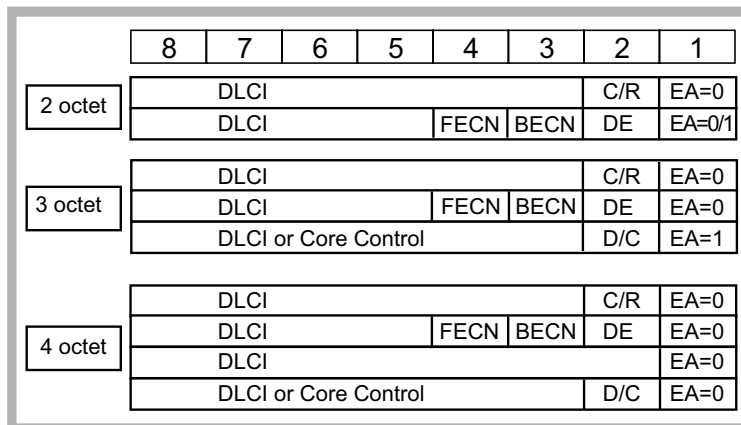 8 7 6 5 4 3 2 1
2 octet
DLCI C/R EA=0
DLCI FECN BECN DE EA=0/1
3 octet
DLCI C/R EA=0
DLCI FECN BECN DE EA=0
DLCI or Core Control D/C EA=1
4 octet
DLCI C/R EA=0
DLCI FECN BECN DE EA=0
DLCI EA=0
DLCI or Core Control D/C EA=0